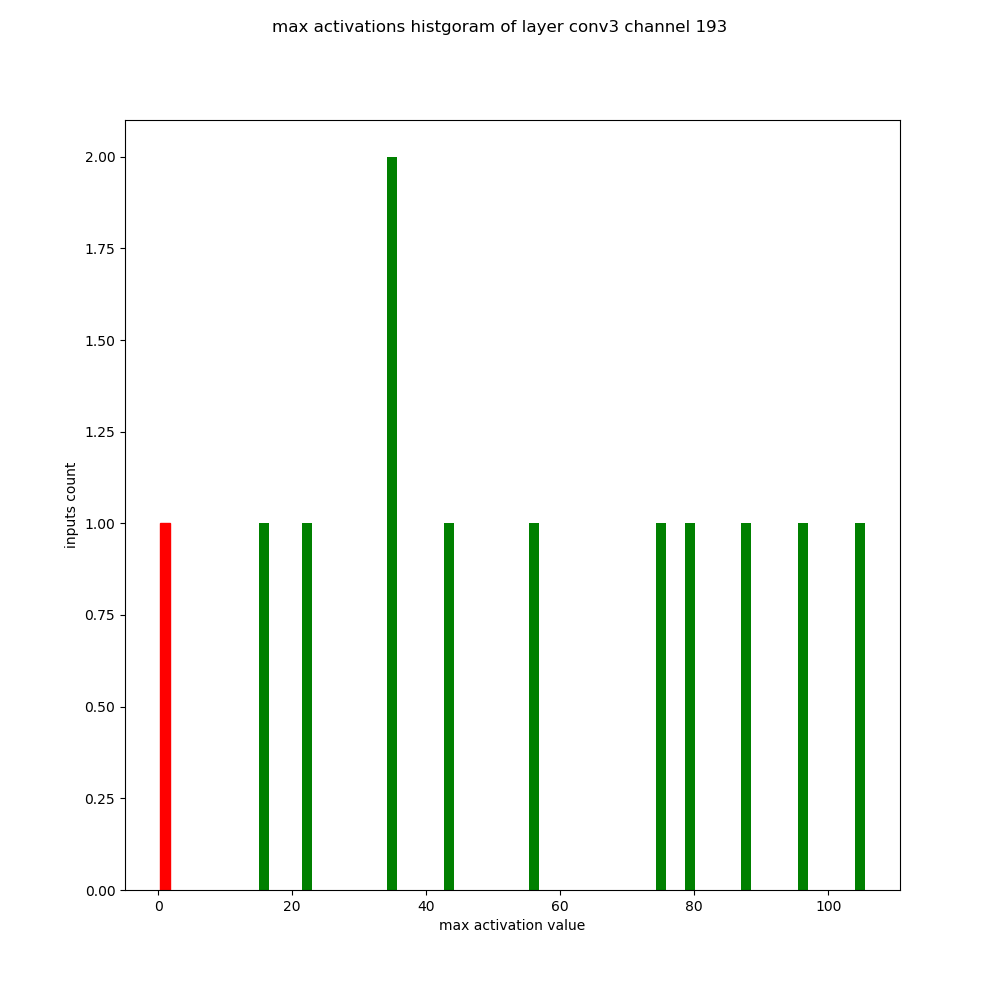 max activations histgoram of layer conv3 channel 193
2.00
1.75
1.50
1.25
1.00
0.75
0.50
0.25
0.00
inputs count
0 20 40 60 80 100
max activation value